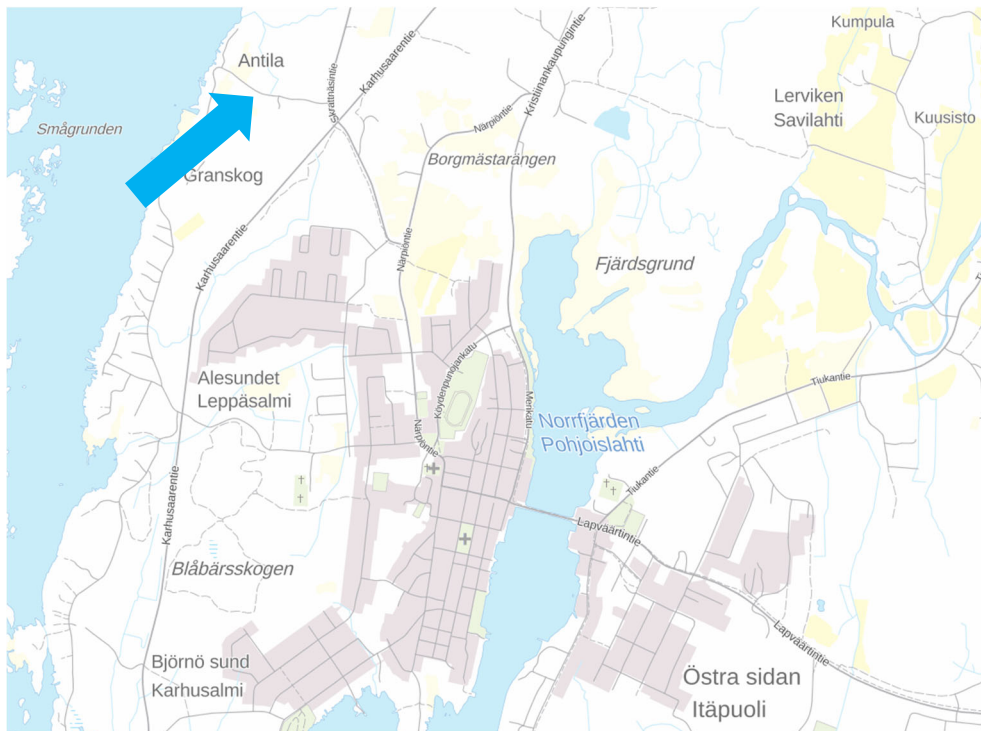 Kumpula
Antila
Karhusaarentie
Kristiinankaupungintie
Skrattnäsintie
Lerviken
Savilahti
Kuusisto
Smågrunden
Närpiöntie
Borgmästarängen
Granskog
Karhusaarentie
Närpiöntie
Fjärdsgrund
Alesundet
Leppäsalmi
Köydenpunojankatu
Merikatu
Tiukantie
Norrfjärden
Pohjoislahti
Närpiöntie
Tiukantie
Karhusaarentie
Lapväärtintie
Blåbärsskogen
Lapväärtintie
Björnö sund
Karhusalmi
Östra sidan
Itäpuoli